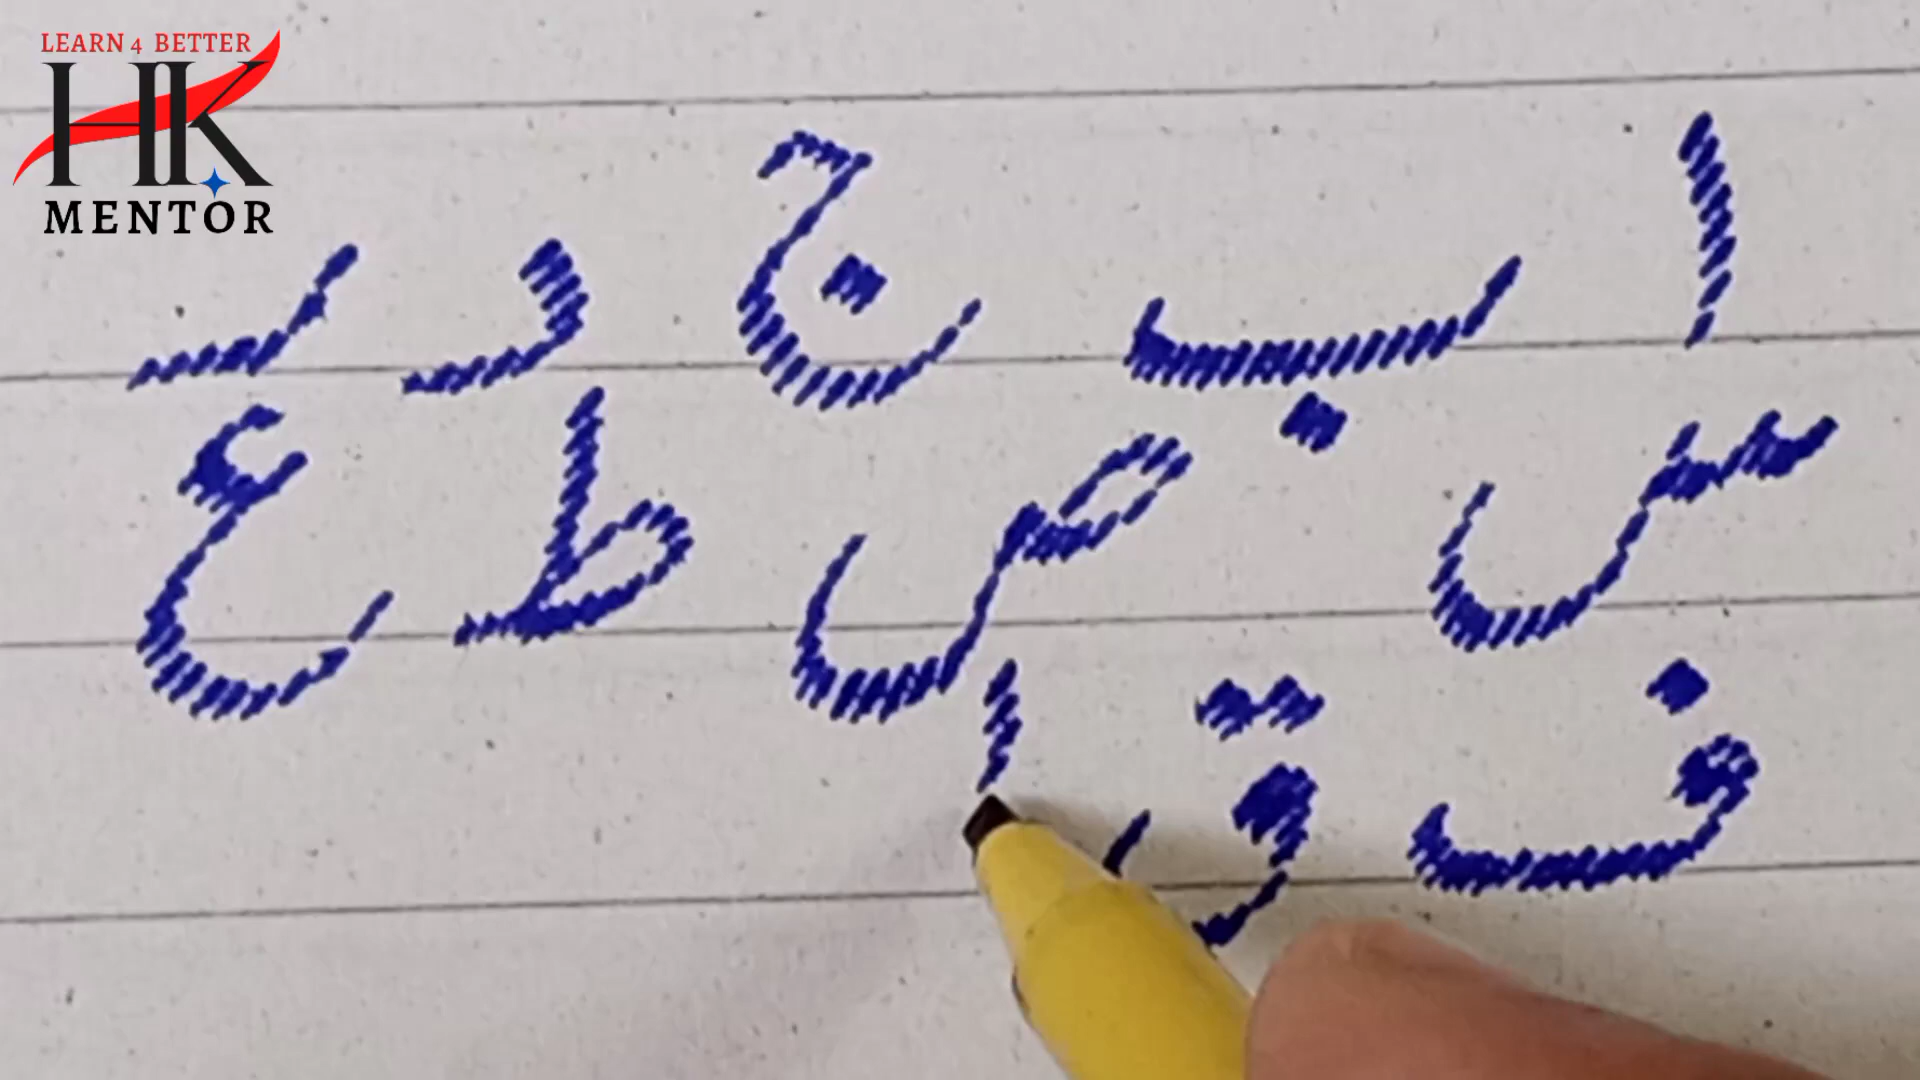 LEARN 4 BETTER
HK
MENTOR
ا ب ج د ر
س ص ط ع
ف ق ا